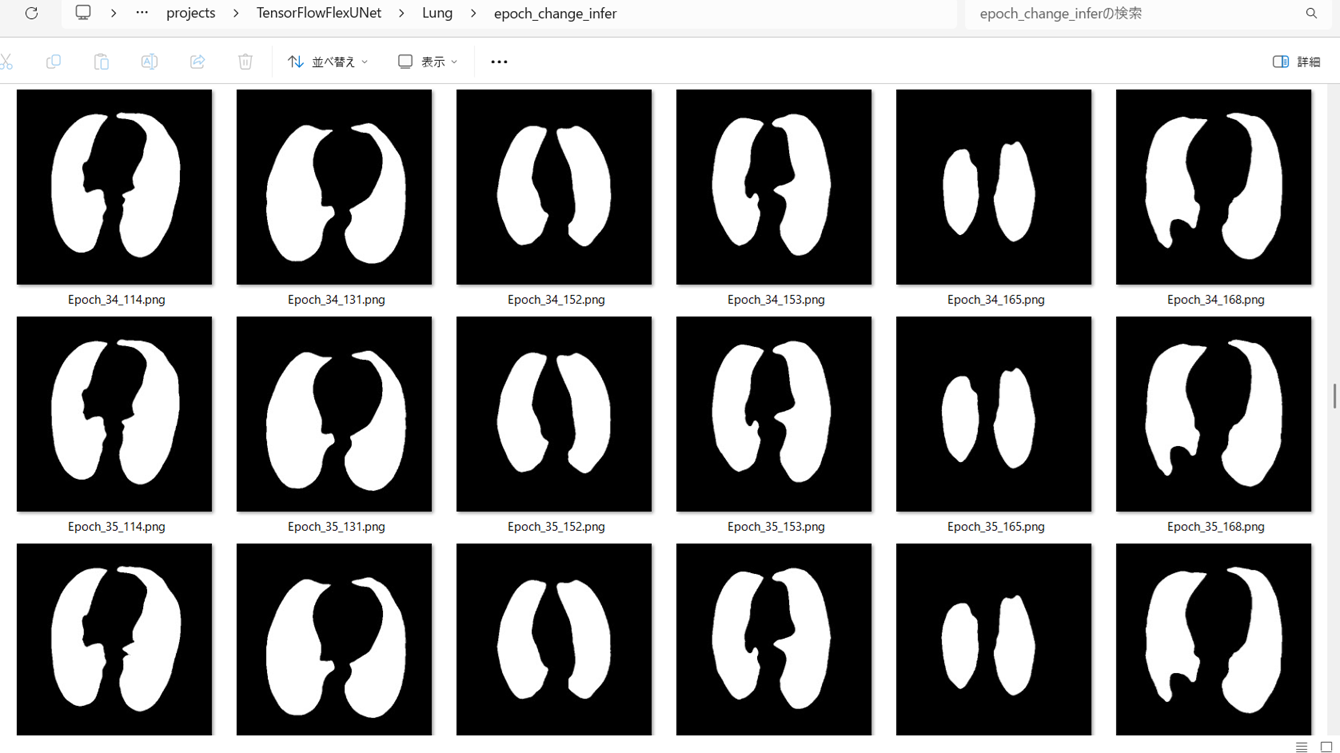 … projects TensorFlowFlexUNet Lung epoch_change_infer epoch_change_inferの検索
並べ替え 表示 詳細
Epoch_34_114.png Epoch_34_131.png Epoch_34_152.png Epoch_34_153.png Epoch_34_165.png Epoch_34_168.png
Epoch_35_114.png Epoch_35_131.png Epoch_35_152.png Epoch_35_153.png Epoch_35_165.png Epoch_35_168.png